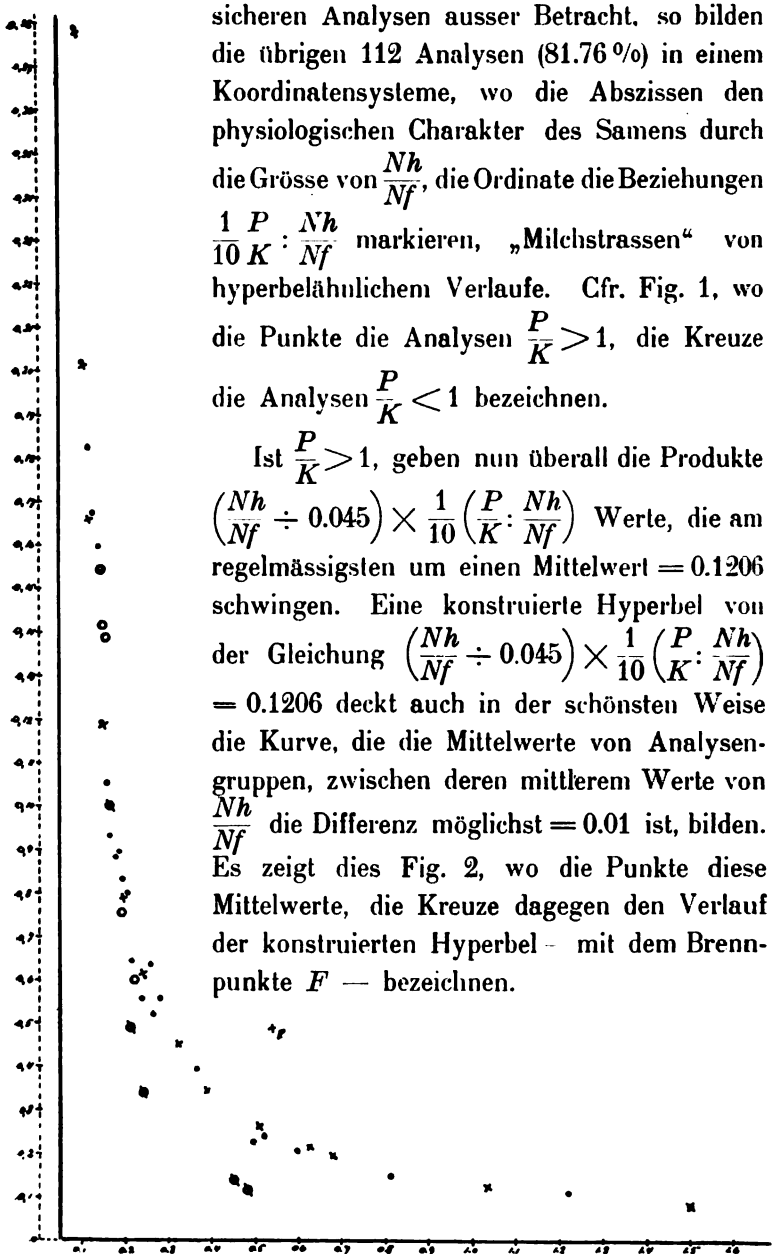 sicheren Analysen ausser Betracht, so bilden
die übrigen 112 Analysen (81.76 %) in einem
Koordinatensysteme, wo die Abszissen den
physiologischen Charakter des Samens durch
die Grösse von Nh/Nf, die Ordinate die Beziehungen
1/10 P/K : Nh/Nf markieren, „Milchstrassen“ von
hyperbelähnlichem Verlaufe. Cfr. Fig. 1, wo
die Punkte die Analysen P/K > 1, die Kreuze
die Analysen P/K < 1 bezeichnen.
Ist P/K > 1, geben nun überall die Produkte
(Nh/Nf ÷ 0.045) × 1/10 (P/K : Nh/Nf) Werte, die am
regelmässigsten um einen Mittelwert = 0.1206
schwingen. Eine konstruierte Hyperbel von
der Gleichung (Nh/Nf ÷ 0.045) × 1/10 (P/K : Nh/Nf)
= 0.1206 deckt auch in der schönsten Weise
die Kurve, die die Mittelwerte von Analysen-
gruppen, zwischen deren mittlerem Werte von
Nh/Nf die Differenz möglichst = 0.01 ist, bilden.
Es zeigt dies Fig. 2, wo die Punkte diese
Mittelwerte, die Kreuze dagegen den Verlauf
der konstruierten Hyperbel – mit dem Brenn-
punkte F — bezeichnen.
F